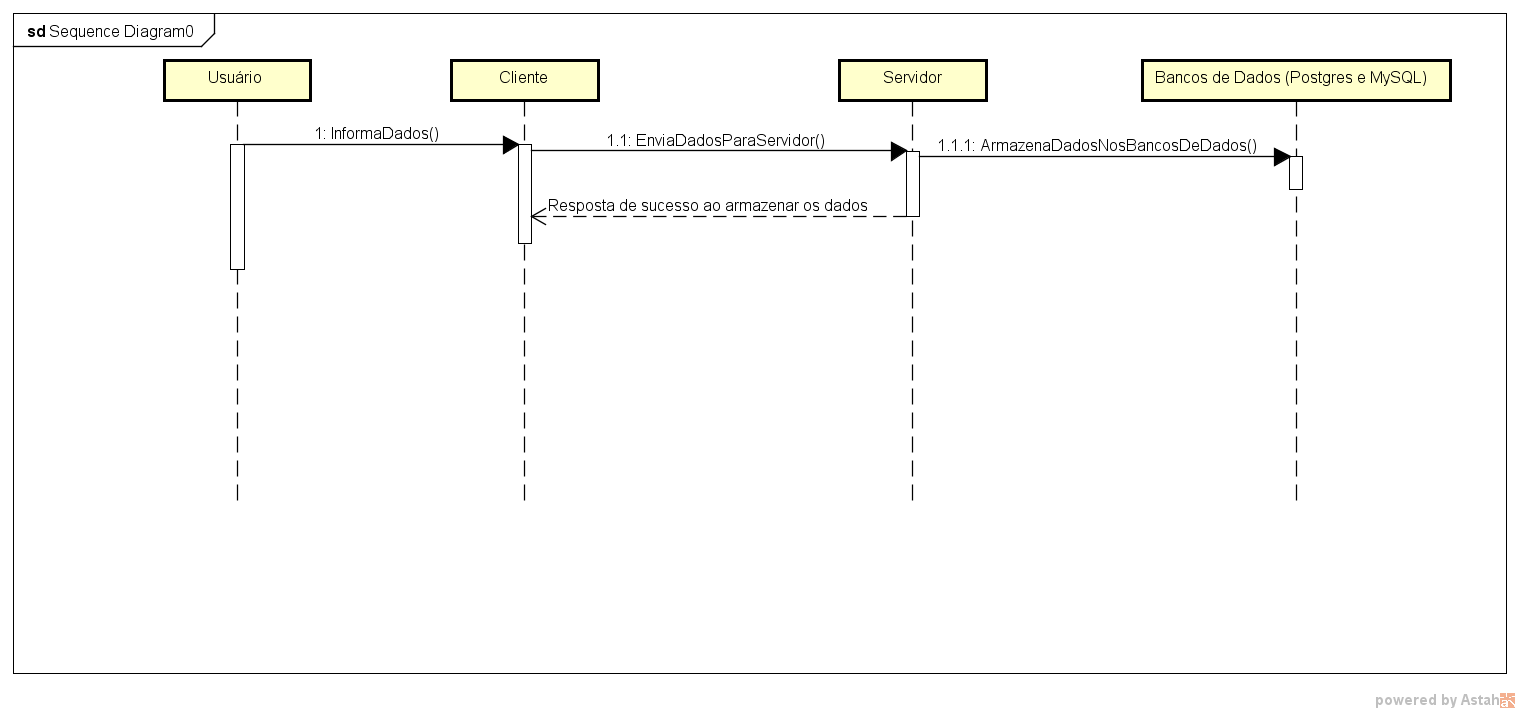 sd Sequence Diagram0
Usuário
Cliente
Servidor
Bancos de Dados (Postgres e MySQL)
1: InformaDados()
1.1: EnviaDadosParaServidor()
1.1.1: ArmazenaDadosNosBancosDeDados()
Resposta de sucesso ao armazenar os dados
powered by Astah